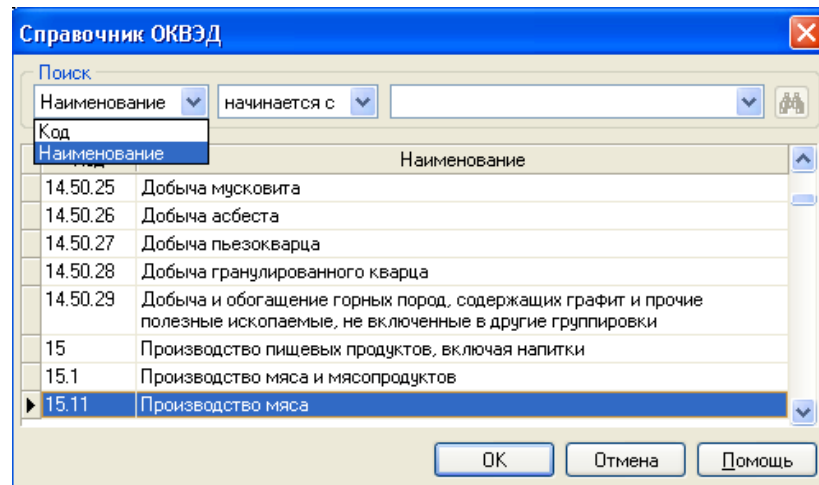 Справочник ОКВЭД
Поиск
Наименование начинается с
Код
Наименование
Наименование
14.50.25 Добыча мусковита
14.50.26 Добыча асбеста
14.50.27 Добыча пьезокварца
14.50.28 Добыча гранулированного кварца
14.50.29 Добыча и обогащение горных пород, содержащих графит и прочие
полезные ископаемые, не включенные в другие группировки
15 Производство пищевых продуктов, включая напитки
15.1 Производство мяса и мясопродуктов
15.11 Производство мяса
OK Отмена Помощь